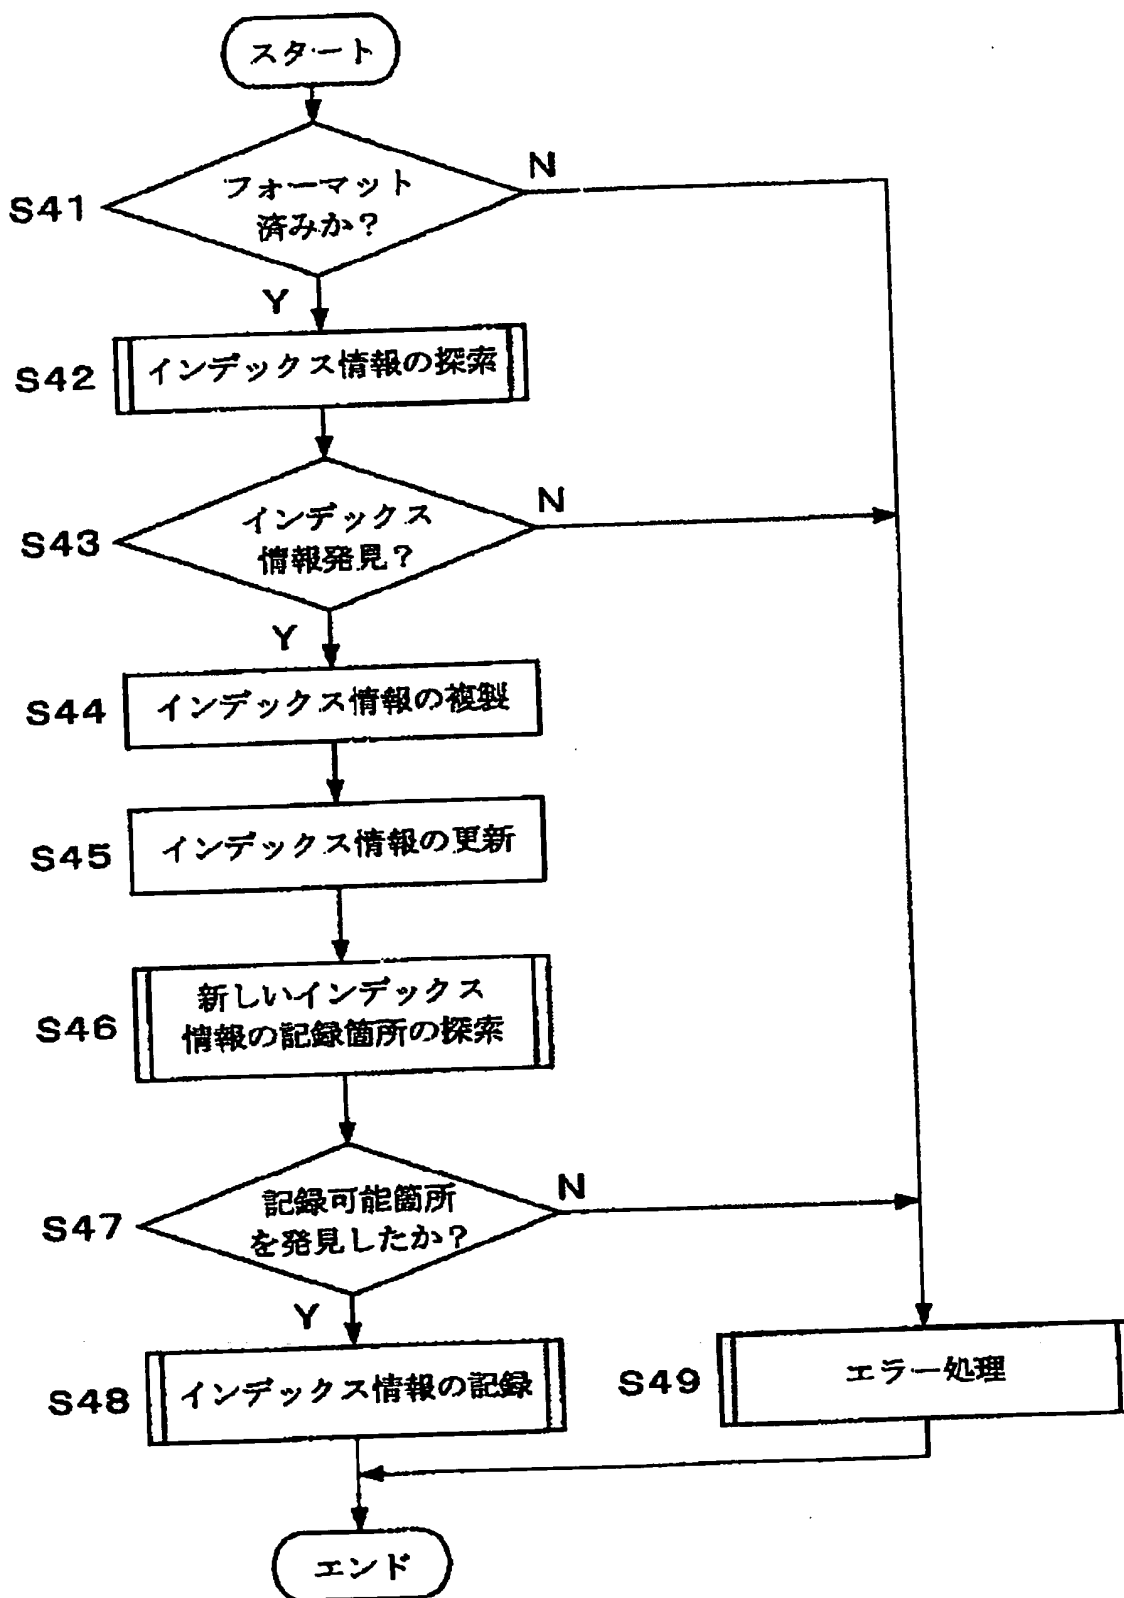 スタート
S41
フォーマット
済みか？
N
Y
S42
インデックス情報の探索
S43
インデックス
情報発見？
N
Y
S44
インデックス情報の複製
S45
インデックス情報の更新
S46
新しいインデックス
情報の記録箇所の探索
S47
記録可能箇所
を発見したか？
N
Y
S48
インデックス情報の記録
S49
エラー処理
エンド